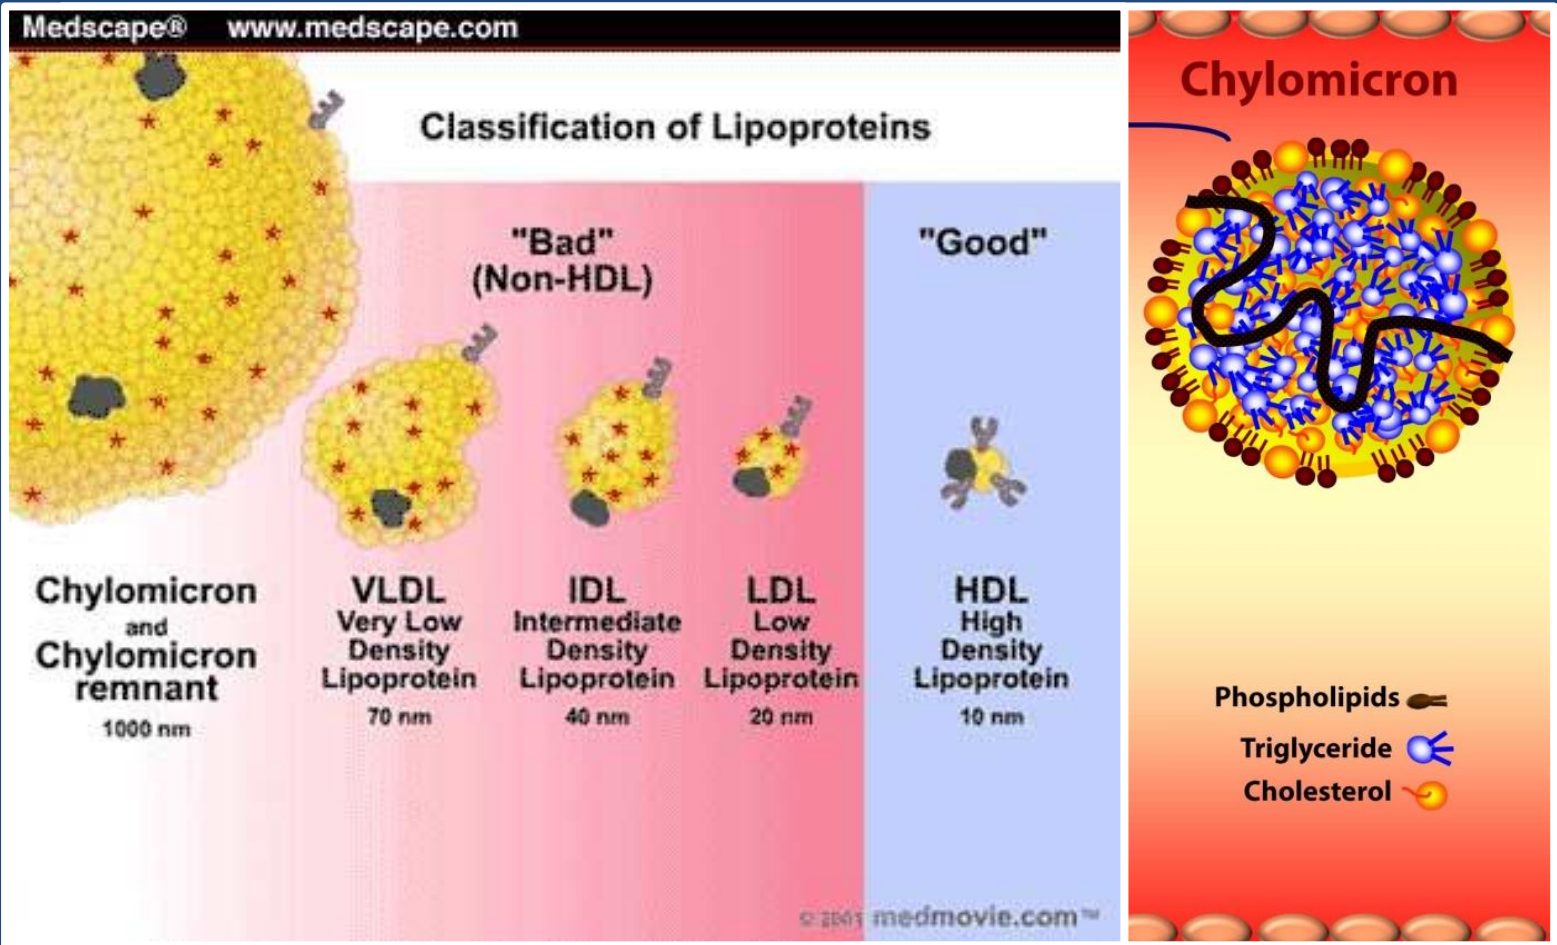 Medscape® www.medscape.com
Classification of Lipoproteins
"Bad"
(Non-HDL)
"Good"
Chylomicron
and
Chylomicron
remnant
1000 nm
VLDL
Very Low
Density
Lipoprotein
70 nm
IDL
Intermediate
Density
Lipoprotein
40 nm
LDL
Low
Density
Lipoprotein
20 nm
HDL
High
Density
Lipoprotein
10 nm
© 2001 medmovie.com™
Chylomicron
Phospholipids
Triglyceride
Cholesterol